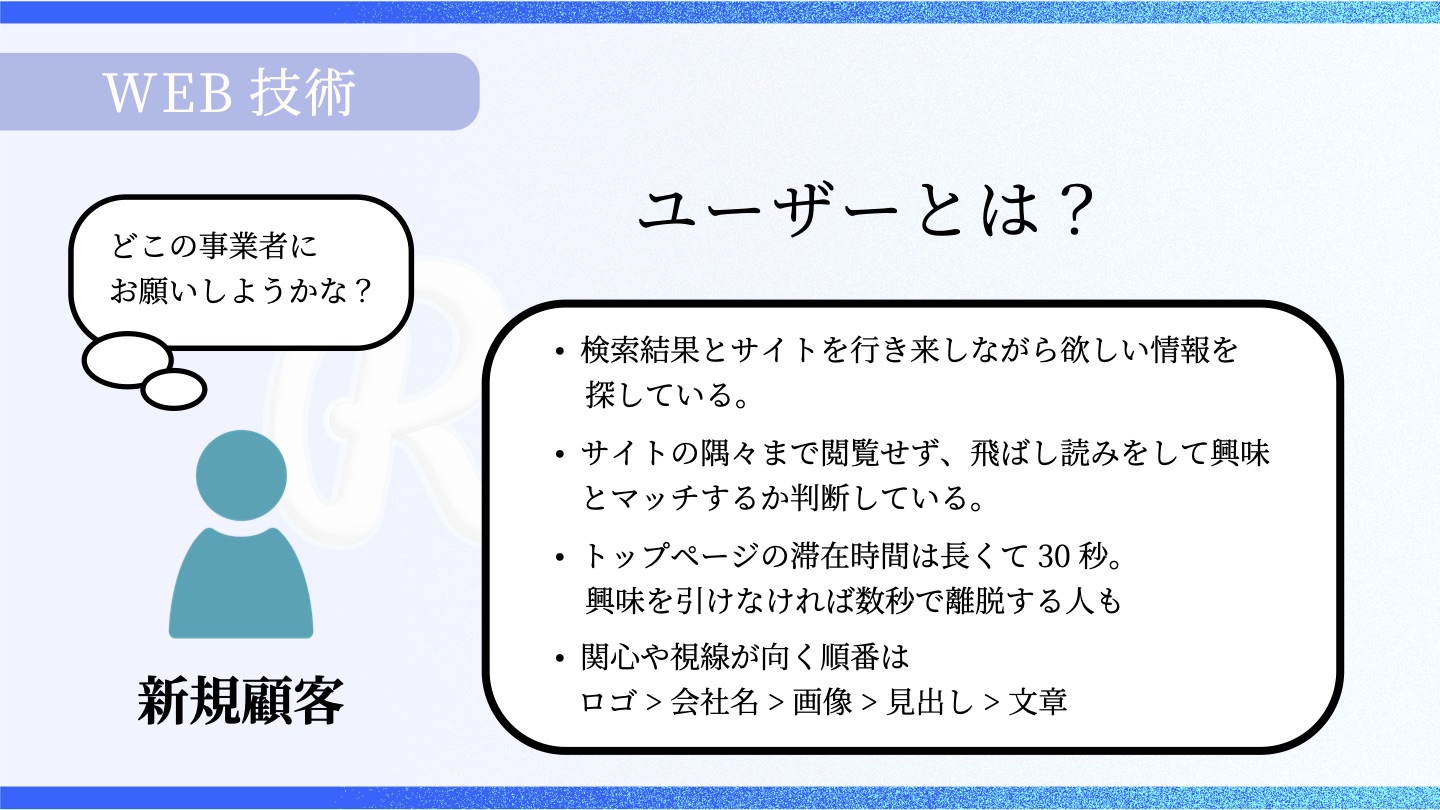 WEB 技術
ユーザーとは？
どこの事業者に
お願いしようかな？
新規顧客
• 検索結果とサイトを行き来しながら欲しい情報を
探している。
• サイトの隅々まで閲覧せず、飛ばし読みをして興味
とマッチするか判断している。
• トップページの滞在時間は長くて 30 秒。
興味を引けなければ数秒で離脱する人も
• 関心や視線が向く順番は
ロゴ > 会社名 > 画像 > 見出し > 文章
R